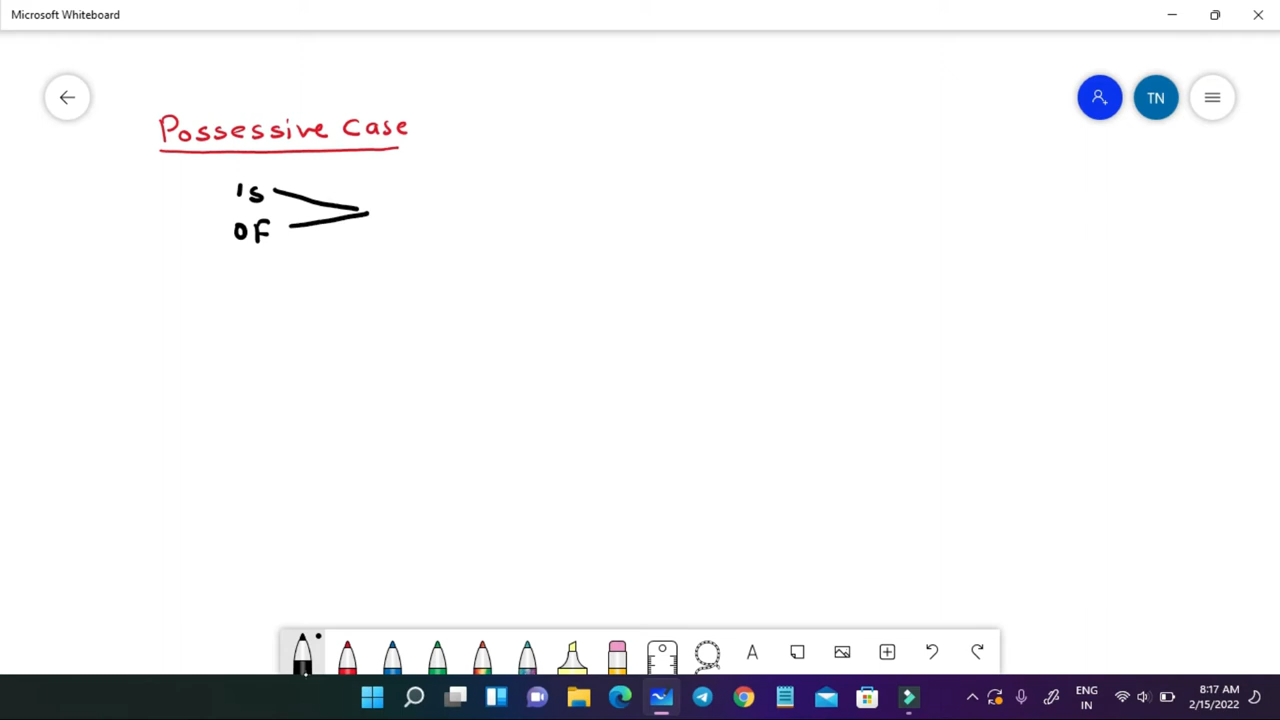 Microsoft Whiteboard
TN
Possessive Case
's
OF
A
ENG
IN
8:17 AM
2/15/2022